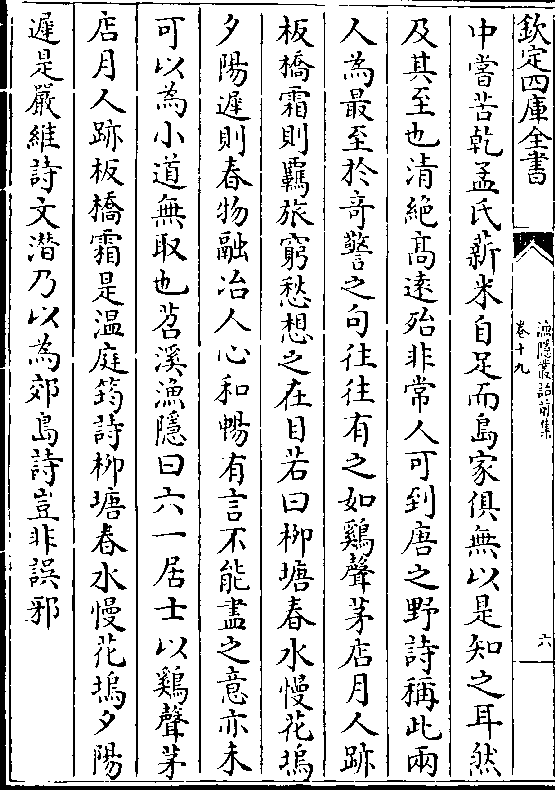 欽定四庫全書
漁隱叢話前集
卷十九
六
中嘗苦乾孟氏薪米自足而島家俱無以是知之耳然
及其至也清絶髙逺殆非常人可到唐之野詩稱此兩
人為最至於竒警之句往往有之如鷄聲茅店月人跡
板橋霜則羈旅窮愁想之在目若曰柳塘春水慢花塢
夕陽遲則春物融冶人心和暢有言不能盡之意亦未
可以為小道無取也苕溪漁隱曰六一居士以鷄聲茅
店月人跡板橋霜是温庭筠詩柳塘春水慢花塢夕陽
遲是嚴維詩文潛乃以為郊島詩豈非誤邪